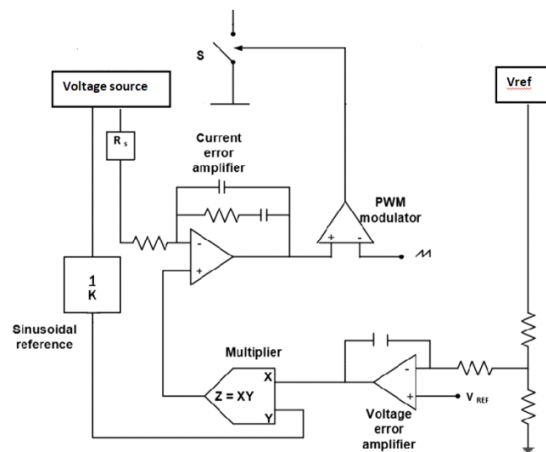 S
Voltage source
Vref
R s
Current
error
amplifier
PWM
modulator
+ -
-
+
1
K
Sinusoidal
reference
Multiplier
X
Z = XY
Y
-
+
V REF
Voltage
error
amplifier